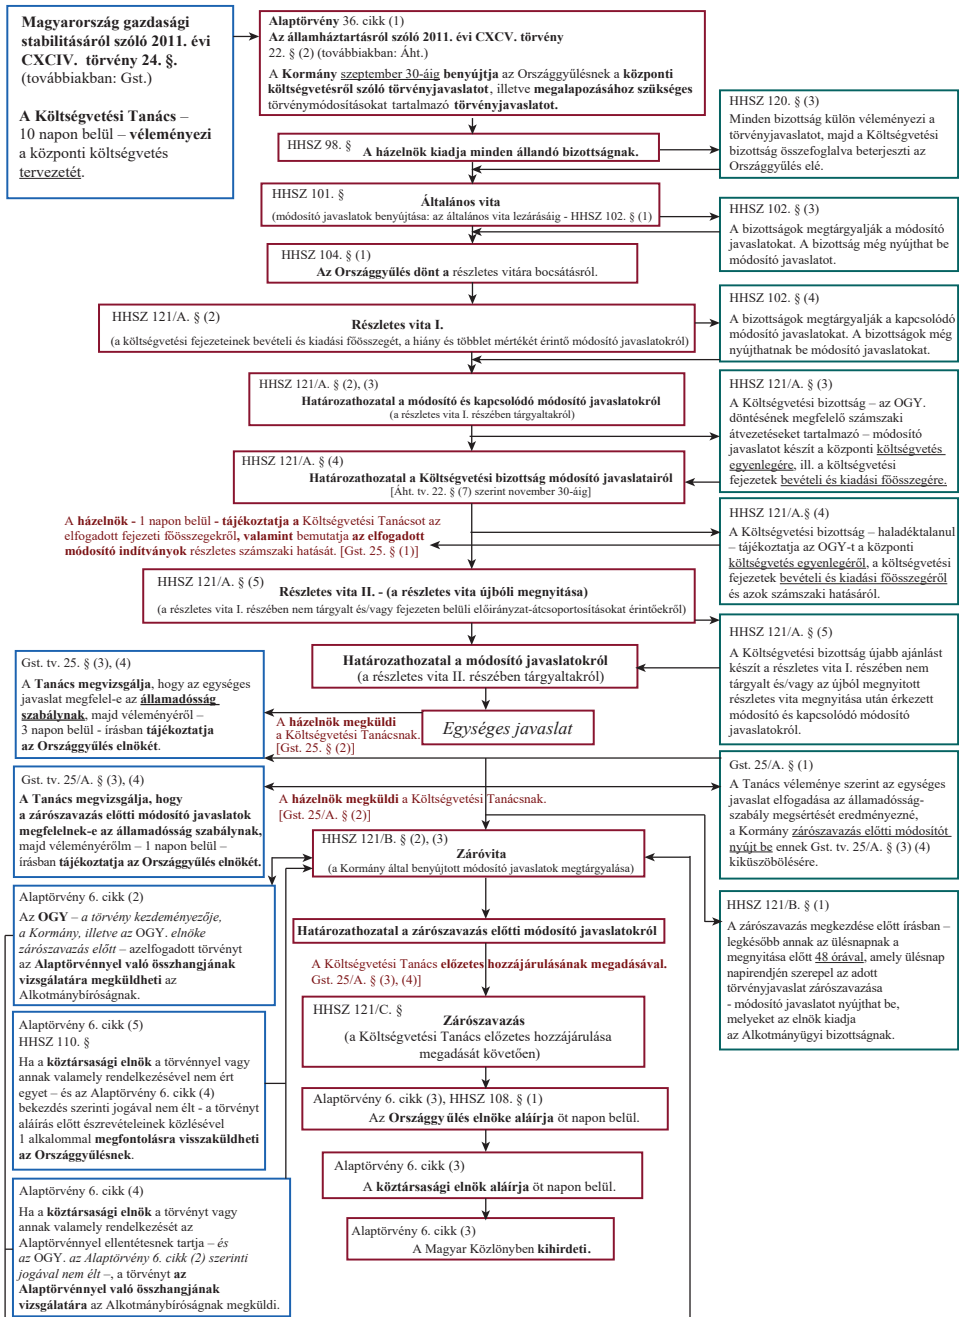 Magyarország gazdasági
stabilitásáról szóló 2011. évi
CXCIV. törvény 24. §.
(továbbiakban: Gst.)
A Költségvetési Tanács –
10 napon belül – véleményezi
a központi költségvetés
tervezetét.
Alaptörvény 36. cikk (1)
Az államháztartásról szóló 2011. évi CXCV. törvény
22. § (2) (továbbiakban: Áht.)
A Kormány szeptember 30-áig benyújtja az Országgyűlésnek a központi
költségvetésről szóló törvényjavaslatot, illetve megalapozásához szükséges
törvénymódosításokat tartalmazó törvényjavaslatot.
HHSZ 98. §
A házelnök kiadja minden állandó bizottságnak.
HHSZ 120. § (3)
Minden bizottság külön véleményezi a
törvényjavaslatot, majd a Költségvetési
bizottság összefoglalva beterjeszti az
Országgyűlés elé.
HHSZ 101. §
Általános vita
(módosító javaslatok benyújtása: az általános vita lezárásáig - HHSZ 102. § (1)
HHSZ 102. § (3)
A bizottságok megtárgyalják a módosító
javaslatokat. A bizottság még nyújthat be
módosító javaslatot.
HHSZ 104. § (1)
Az Országgyűlés dönt a részletes vitára bocsátásról.
HHSZ 102. § (4)
A bizottságok megtárgyalják a kapcsolódó
módosító javaslatokat. A bizottságok még
nyújthatnak be módosító javaslatokat.
HHSZ 121/A. § (2)
Részletes vita I.
(a költségvetési fejezeteinek bevételi és kiadási főösszegét, a hiány és többlet mértékét érintő módosító javaslatokról)
HHSZ 121/A. § (2), (3)
Határozathozatal a módosító és kapcsolódó módosító javaslatokról
(a részletes vita I. részében tárgyaltakról)
HHSZ 121/A. § (3)
A Költségvetési bizottság – az OGY.
döntésének megfelelő számszaki
átvezetéseket tartalmazó – módosító
javaslatot készít a központi költségvetés
egyenlegére, ill. a költségvetési
fejezetek bevételi és kiadási főösszegére.
HHSZ 121/A. § (4)
Határozathozatal a Költségvetési bizottság módosító javaslatairól
[Áht. tv. 22. § (7) szerint november 30-áig]
A házelnök - 1 napon belül - tájékoztatja a Költségvetési Tanácsot az
elfogadott fejezeti főösszegekről, valamint bemutatja az elfogadott
módosító indítványok részletes számszaki hatását. [Gst. 25. § (1)]
HHSZ 121/A.§ (4)
A Költségvetési bizottság – haladéktalanul
– tájékoztatja az OGY-t a központi
költségvetés egyenlegéről, a költségvetési
fejezetek bevételi és kiadási főösszegéről
és azok számszaki hatásáról.
HHSZ 121/A. § (5)
Részletes vita II. - (a részletes vita újbóli megnyitása)
(a részletes vita I. részében nem tárgyalt és/vagy fejezeten belüli előirányzat-átcsoportosításokat érintőekről)
HHSZ 121/A. § (5)
A Költségvetési bizottság újabb ajánlást
készít a részletes vita I. részében nem
tárgyalt és/vagy az újból megnyitott
részletes vita megnyitása után érkezett
módosító és kapcsolódó módosító
javaslatokról.
Határozathozatal a módosító javaslatokról
(a részletes vita II. részében tárgyaltakról)
Gst. tv. 25. § (3), (4)
A Tanács megvizsgálja, hogy az egységes
javaslat megfelel-e az államadósság
szabálynak, majd véleményéről –
3 napon belül - írásban tájékoztatja
az Országgyűlés elnökét.
A házelnök megküldi
a Költségvetési Tanácsnak.
[Gst. 25. § (2)]
Egységes javaslat
Gst. tv. 25/A. § (3), (4)
A Tanács megvizsgálja, hogy
a zárószavazás előtti módosító javaslatok
megfelelnek-e az államadósság szabálynak,
majd véleményérőlm – 1 napon belül –
írásban tájékoztatja az Országgyűlés elnökét.
A házelnök megküldi a Költségvetési Tanácsnak.
[Gst. 25/A. § (2)]
Gst. 25/A. § (1)
A Tanács véleménye szerint az egységes
javaslat elfogadása az államadósság-
szabály megsértését eredményezné,
a Kormány zárószavazás előtti módosítót
nyújt be ennek Gst. tv. 25/A. § (3) (4)
kiküszöbölésére.
HHSZ 121/B. § (2), (3)
Záróvita
(a Kormány által benyújtott módosító javaslatok megtárgyalása)
Alaptörvény 6. cikk (2)
Az OGY – a törvény kezdeményezője,
a Kormány, illetve az OGY. elnöke
zárószavazás előtt – azelfogadott törvényt
az Alaptörvénnyel való összhangjának
vizsgálatára megküldheti az
Alkotmánybíróságnak.
HHSZ 121/B. § (1)
A zárószavazás megkezdése előtt írásban –
legkésőbb annak az ülésnapnak a
megnyitása előtt 48 órával, amely ülésnap
napirendjén szerepel az adott
törvényjavaslat zárószavazása
- módosító javaslatot nyújthat be,
melyeket az elnök kiadja
az Alkotmányügyi bizottságnak.
Határozathozatal a zárószavazás előtti módosító javaslatokról
A Költségvetési Tanács előzetes hozzájárulásának megadásával.
Gst. 25/A. § (3), (4)]
Alaptörvény 6. cikk (5)
HHSZ 110. §
Ha a köztársasági elnök a törvénnyel vagy
annak valamely rendelkezésével nem ért
egyet – és az Alaptörvény 6. cikk (4)
bekezdés szerinti jogával nem élt - a törvényt
aláírás előtt észrevételeinek közlésével
1 alkalommal megfontolásra visszaküldheti
az Országgyűlésnek.
HHSZ 121/C. §
Zárószavazás
(a Költségvetési Tanács előzetes hozzájárulása
megadását követően)
Alaptörvény 6. cikk (3), HHSZ 108. § (1)
Az Országgyűlés elnöke aláírja öt napon belül.
Alaptörvény 6. cikk (3)
A köztársasági elnök aláírja öt napon belül.
Alaptörvény 6. cikk (4)
Ha a köztársasági elnök a törvényt vagy
annak valamely rendelkezését az
Alaptörvénnyel ellentétesnek tartja – és
az OGY. az Alaptörvény 6. cikk (2) szerinti
jogával nem élt –, a törvényt az
Alaptörvénnyel való összhangjának
vizsgálatára az Alkotmánybíróságnak megküldi.
Alaptörvény 6. cikk (3)
A Magyar Közlönyben kihirdeti.